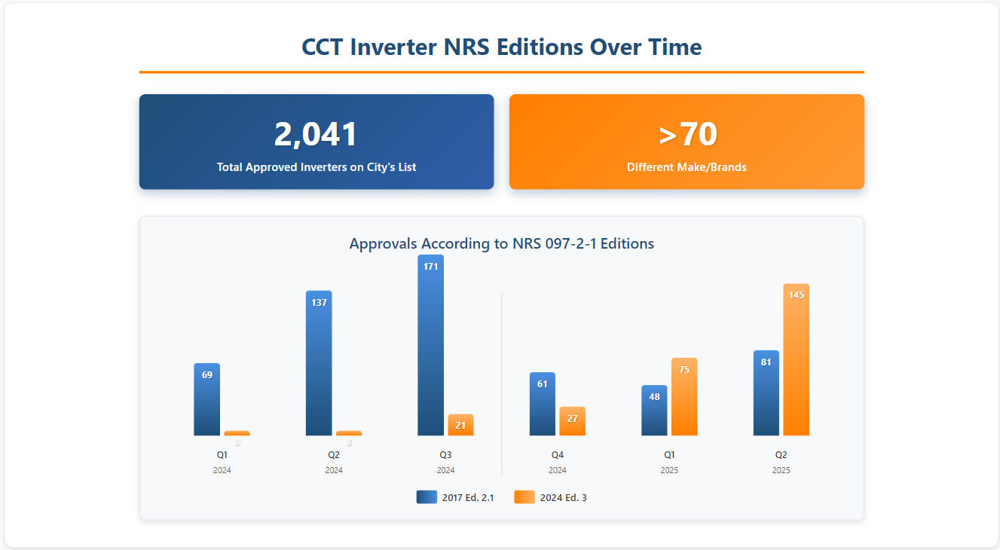 CCT Inverter NRS Editions Over Time
2,041
Total Approved Inverters on City's List
>70
Different Make/Brands
Approvals According to NRS 097-2-1 Editions
69
0
137
3
171
21
61
27
48
75
81
145
Q1
2024
Q2
2024
Q3
2024
Q4
2024
Q1
2025
Q2
2025
2017 Ed. 2.1
2024 Ed. 3